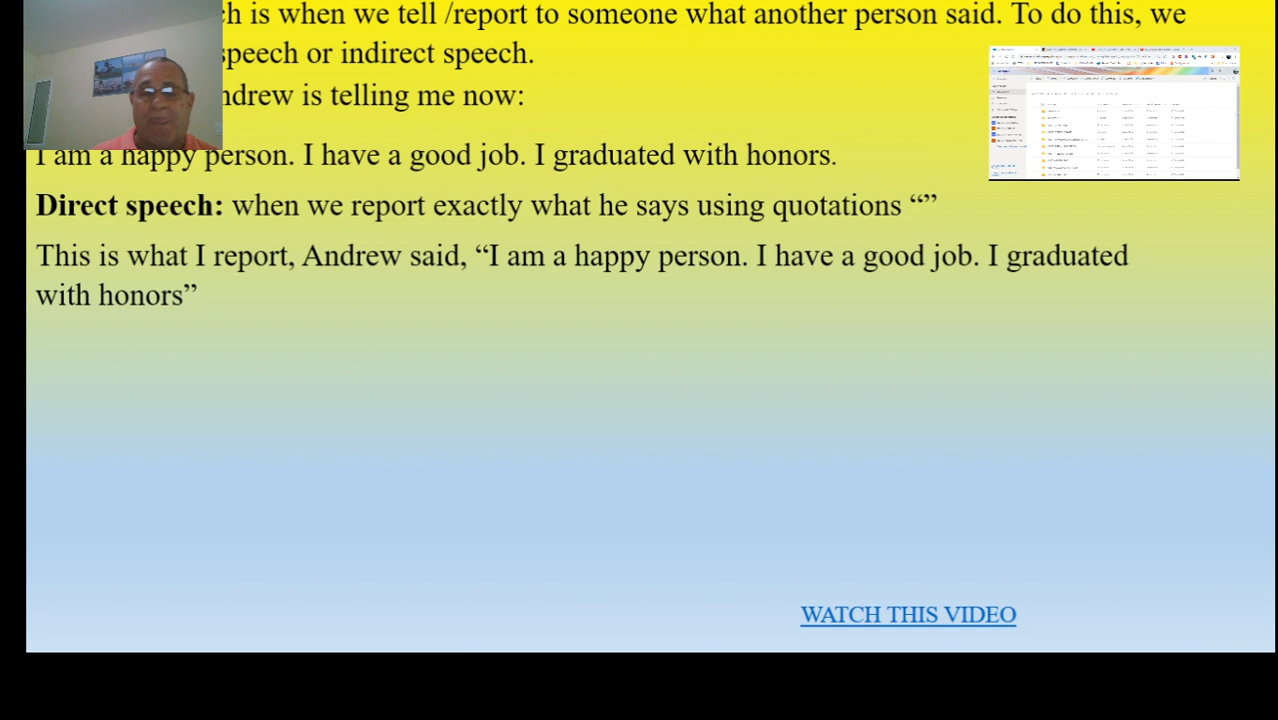 is when we tell /report to someone what another person said. To do this, we
speech or indirect speech.
is telling me now:
I am a happy person. I have a good job. I graduated with honors.
Direct speech: when we report exactly what he says using quotations “”
This is what I report, Andrew said, “I am a happy person. I have a good job. I graduated
with honors”
WATCH THIS VIDEO